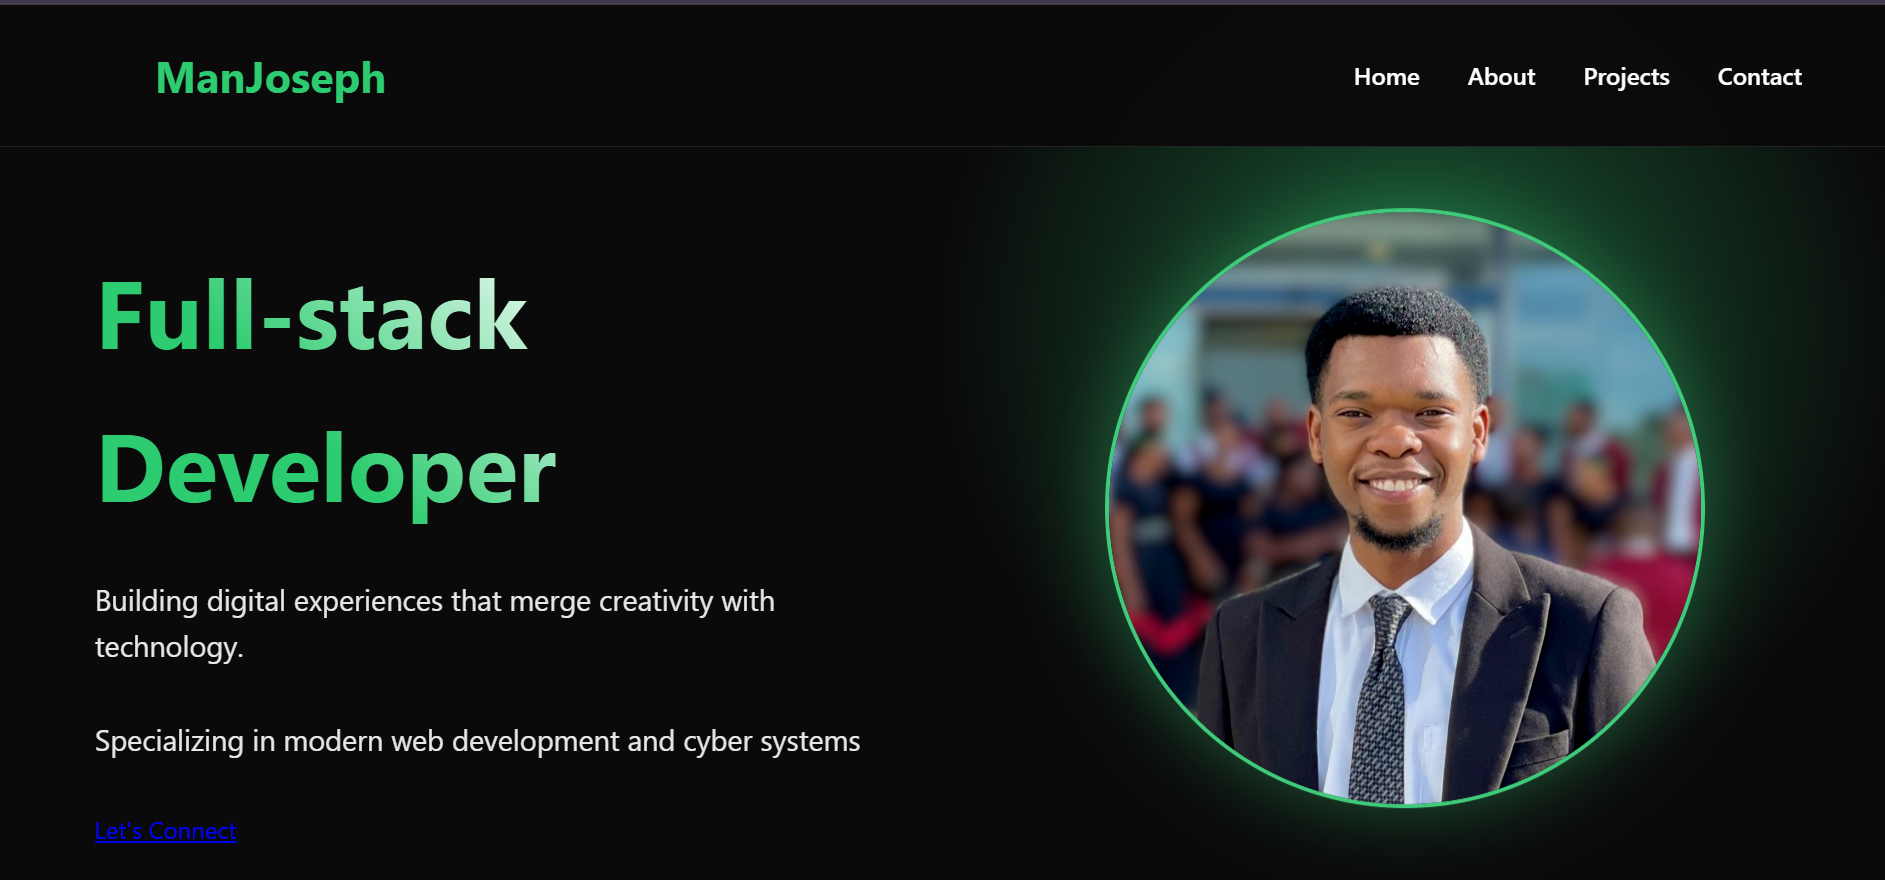 ManJoseph
Home About Projects Contact
Full-stack
Developer
Building digital experiences that merge creativity with
technology.
Specializing in modern web development and cyber systems
Let's Connect